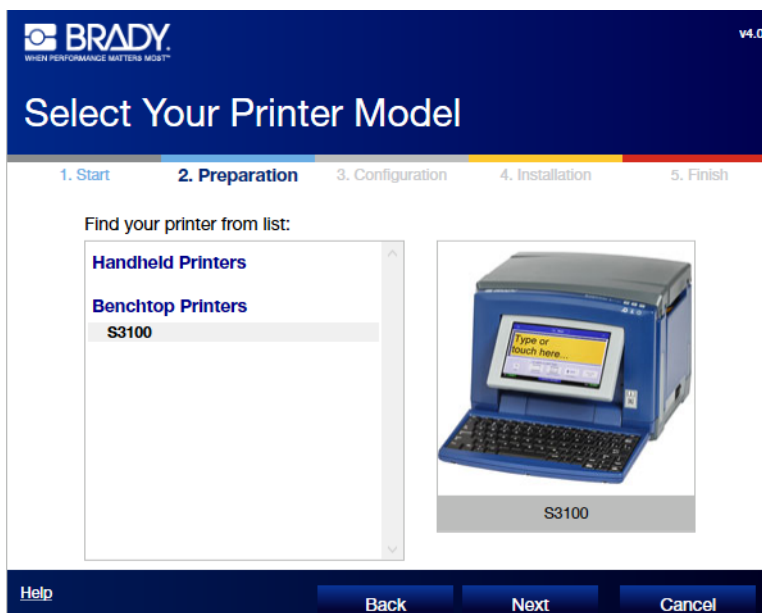 BRADY.
WHEN PERFORMANCE MATTERS MOST™
v4.0
Select Your Printer Model
1. Start
2. Preparation
3. Configuration
4. Installation
5. Finish
Find your printer from list:
Handheld Printers
Benchtop Printers
S3100
Type or
touch here...
S3100
Help
Back
Next
Cancel